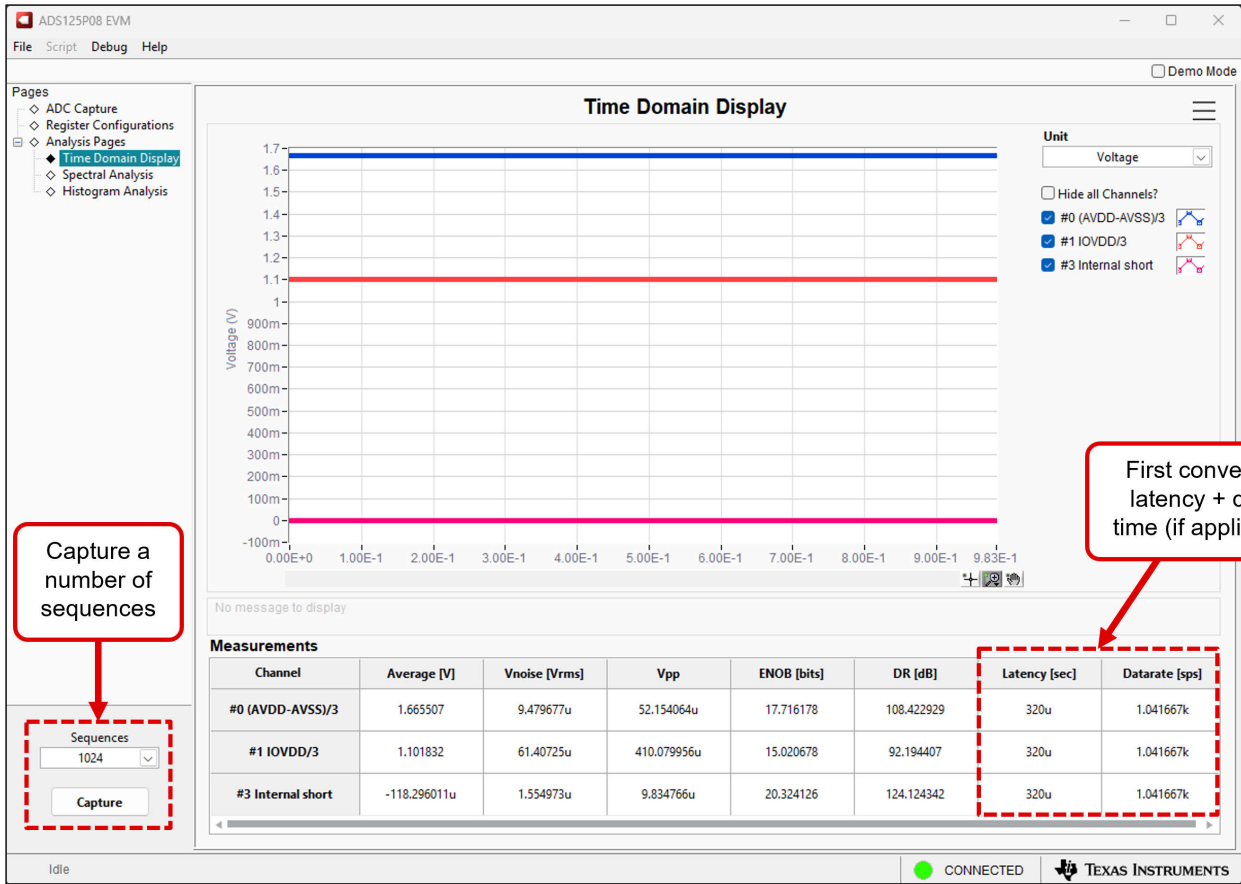 ADS125P08 EVM
File Script Debug Help
Demo Mode
Pages
ADC Capture
Register Configurations
Analysis Pages
Time Domain Display
Spectral Analysis
Histogram Analysis
Time Domain Display
Unit
Voltage
Hide all Channels?
#0 (AVDD-AVSS)/3
#1 IOVDD/3
#3 Internal short
Voltage (V)
1.7
1.6
1.5
1.4
1.3
1.2
1.1
1
900m
800m
700m
600m
500m
400m
300m
200m
100m
0
-100m
0.00E+0 1.00E-1 2.00E-1 3.00E-1 4.00E-1 5.00E-1 6.00E-1 7.00E-1 8.00E-1 9.00E-1 9.83E-1
First conve
latency + 
time (if appli
Capture a
number of
sequences
No message to display
Measurements
Channel Average [V] Vnoise [Vrms] Vpp ENOB [bits] DR [dB] Latency [sec] Datarate [sps]
#0 (AVDD-AVSS)/3 1.665507 9.479677u 52.154064u 17.716178 108.422929 320u 1.041667k
#1 IOVDD/3 1.101832 61.40725u 410.079956u 15.020678 92.194407 320u 1.041667k
#3 Internal short -118.296011u 1.554973u 9.834766u 20.324126 124.124342 320u 1.041667k
Sequences
1024
Capture
Idle
CONNECTED
TEXAS INSTRUMENTS